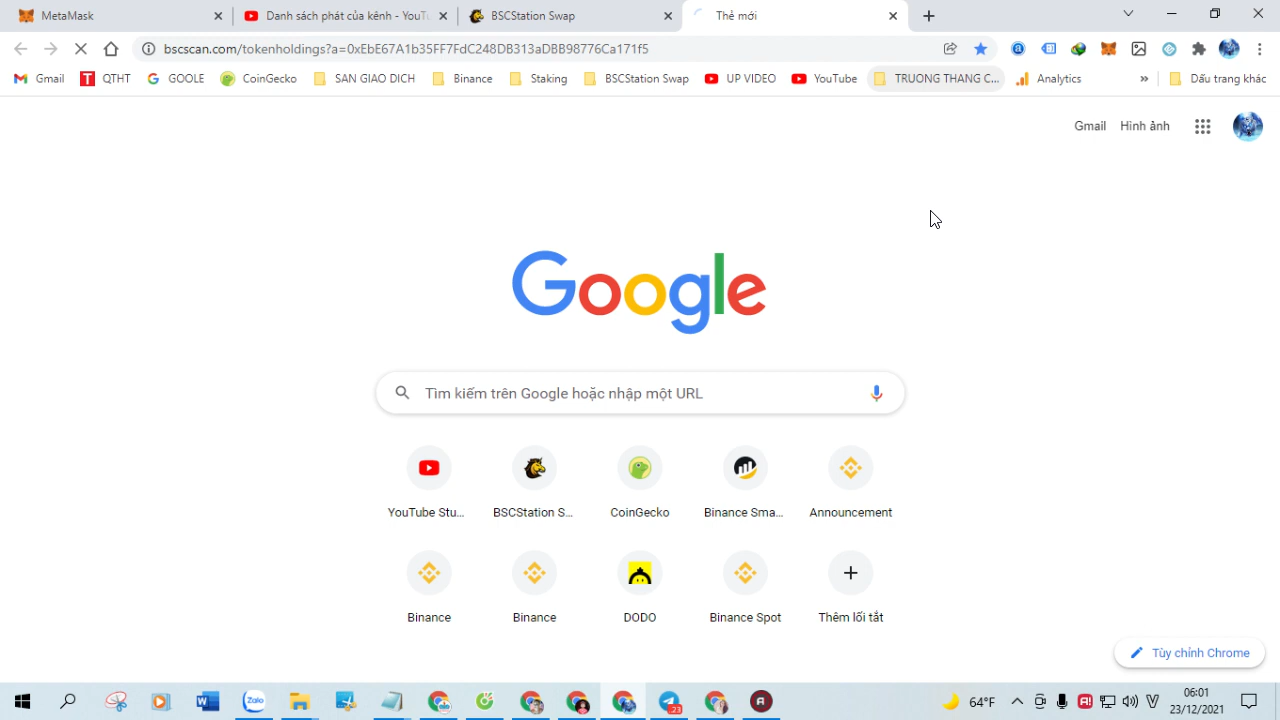 MetaMask
Danh sách phát của kênh - YouT
BSCStation Swap
Thẻ mới
bscscan.com/tokenholdings?a=0xEbE67A1b35FF7FdC248DB313aDBB98776Ca171f5
Gmail
QTHT
GOOLE
CoinGecko
SAN GIAO DICH
Binance
Staking
BSCStation Swap
UP VIDEO
YouTube
TRUONG THANG C...
Analytics
»
Dấu trang khác
Gmail
Hình ảnh
Google
Tìm kiếm trên Google hoặc nhập một URL
YouTube Stu...
BSCStation S...
CoinGecko
Binance Sma...
Announcement
Binance
Binance
DODO
Binance Spot
Thêm lối tắt
Tùy chỉnh Chrome
Zalo
23
64°F
06:01
23/12/2021